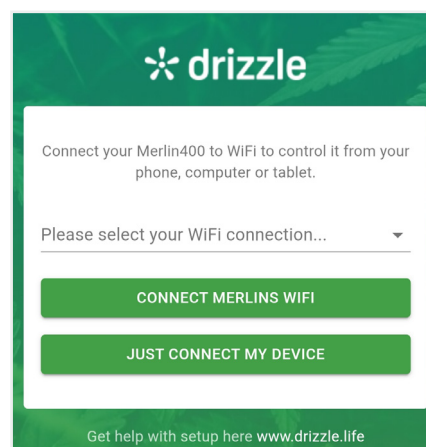 drizzle
Connect your Merlin400 to WiFi to control it from your
phone, computer or tablet.
Please select your WiFi connection...
CONNECT MERLINS WIFI
JUST CONNECT MY DEVICE
Get help with setup here www.drizzle.life